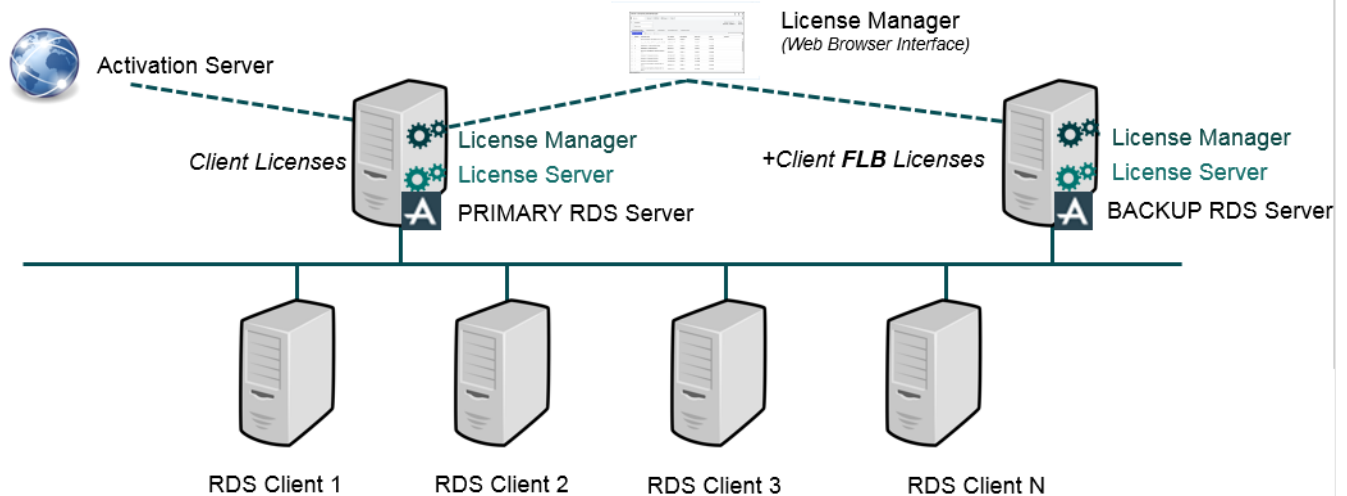 License Manager
(Web Browser Interface)
Activation Server
Client Licenses
License Manager
License Server
PRIMARY RDS Server
+Client FLB Licenses
License Manager
License Server
BACKUP RDS Server
RDS Client 1
RDS Client 2
RDS Client 3
RDS Client N